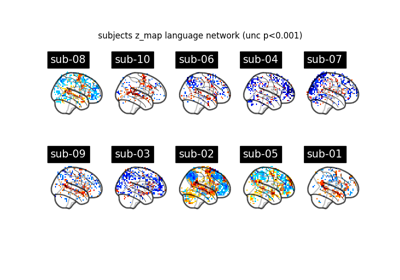 subjects z_map language network (unc p<0.001)
sub-08 sub-10 sub-06 sub-04 sub-07
sub-09 sub-03 sub-02 sub-05 sub-01